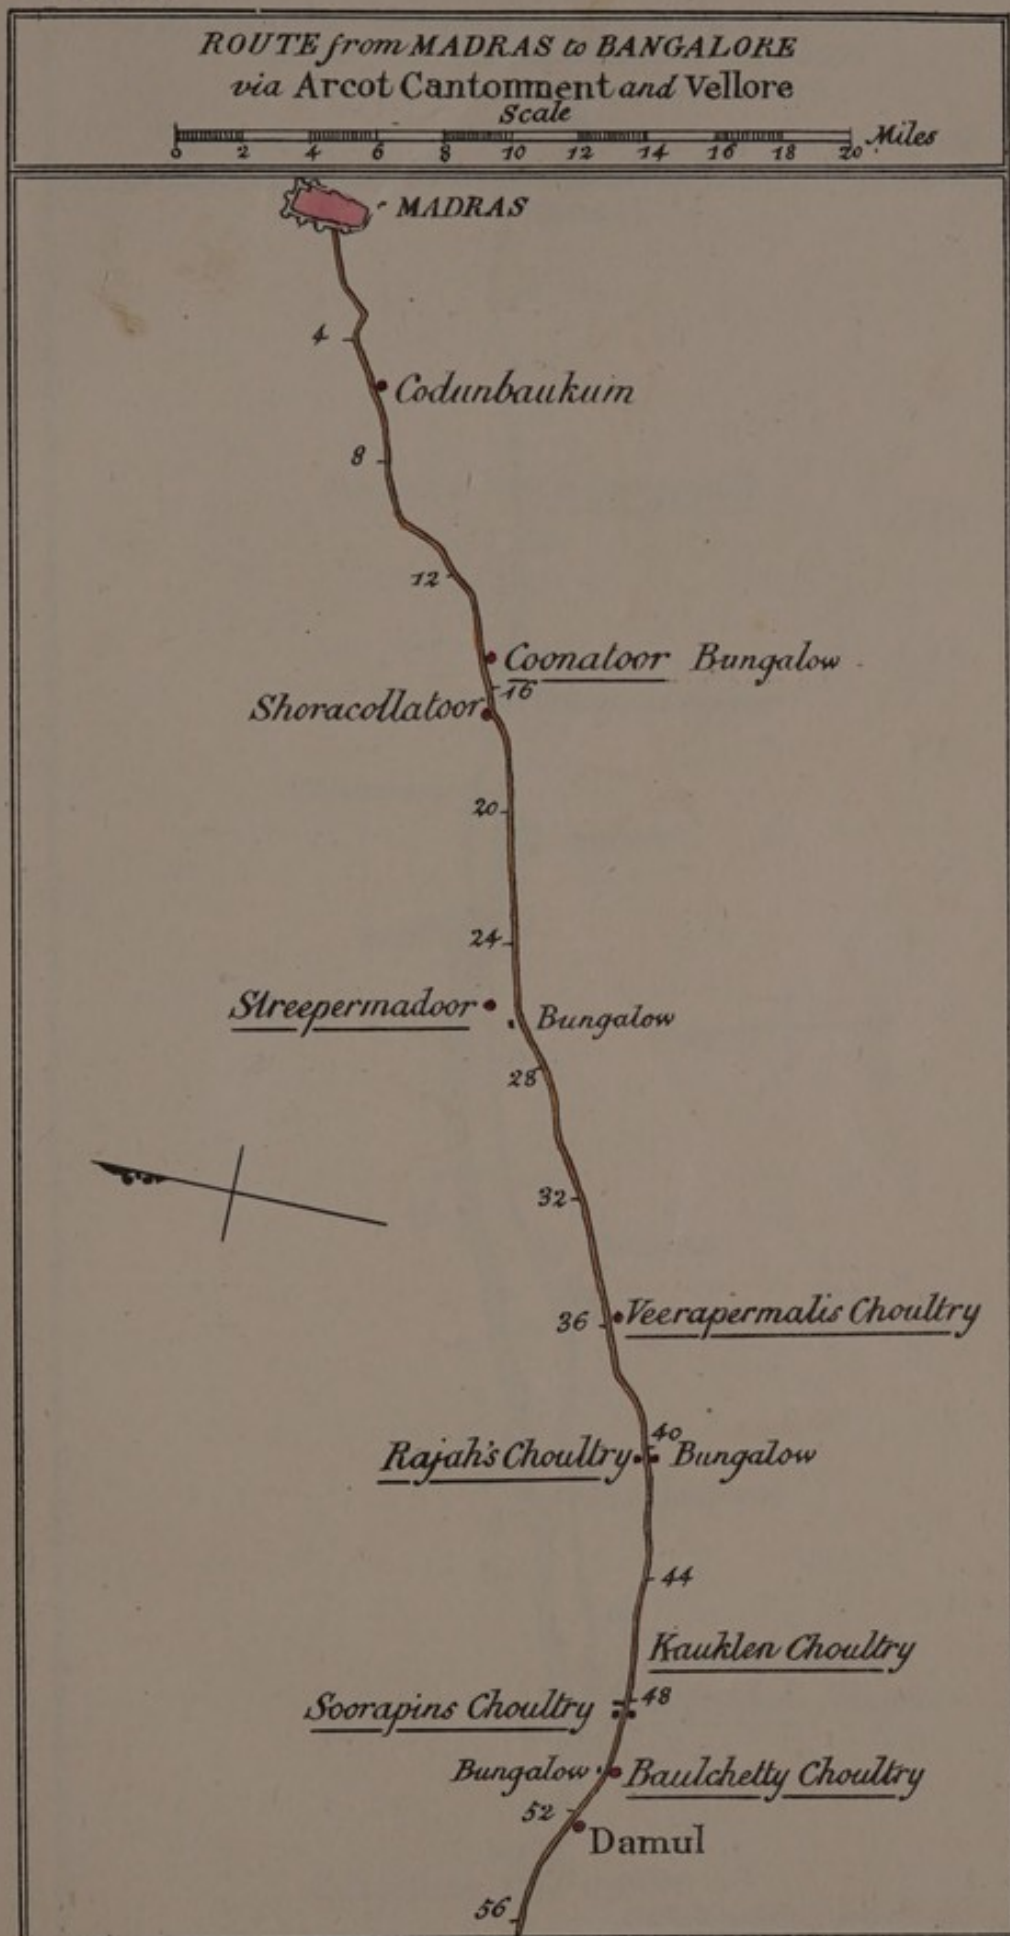 ROUTE from MADRAS to BANGALORE
via Arcot Cantonment and Vellore
Scale
0 2 4 6 8 10 12 14 16 18 20 Miles
MADRAS
4
Codunbaukum
8
12
Coonatoor Bungalow
16
Shoracollatoor
20
24
Streepermadoor
Bungalow
28
32
Veerapermalis Choultry
36
40
Rajah's Choultry Bungalow
44
Kauklen Choultry
48
Soorapins Choultry
Bungalow Baulchetty Choultry
52
Damul
56